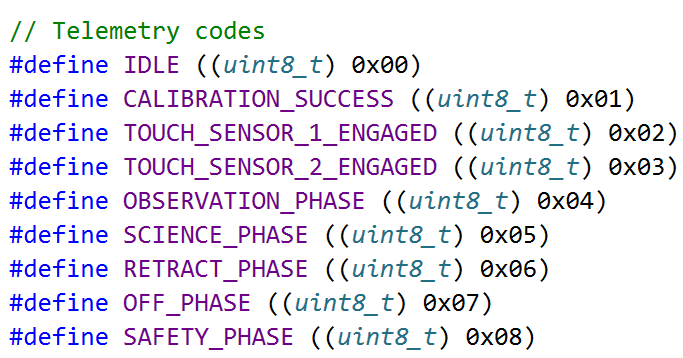 // Telemetry codes
#define IDLE ((uint8_t) 0x00)
#define CALIBRATION_SUCCESS ((uint8_t) 0x01)
#define TOUCH_SENSOR_1_ENGAGED ((uint8_t) 0x02)
#define TOUCH_SENSOR_2_ENGAGED ((uint8_t) 0x03)
#define OBSERVATION_PHASE ((uint8_t) 0x04)
#define SCIENCE_PHASE ((uint8_t) 0x05)
#define RETRACT_PHASE ((uint8_t) 0x06)
#define OFF_PHASE ((uint8_t) 0x07)
#define SAFETY_PHASE ((uint8_t) 0x08)